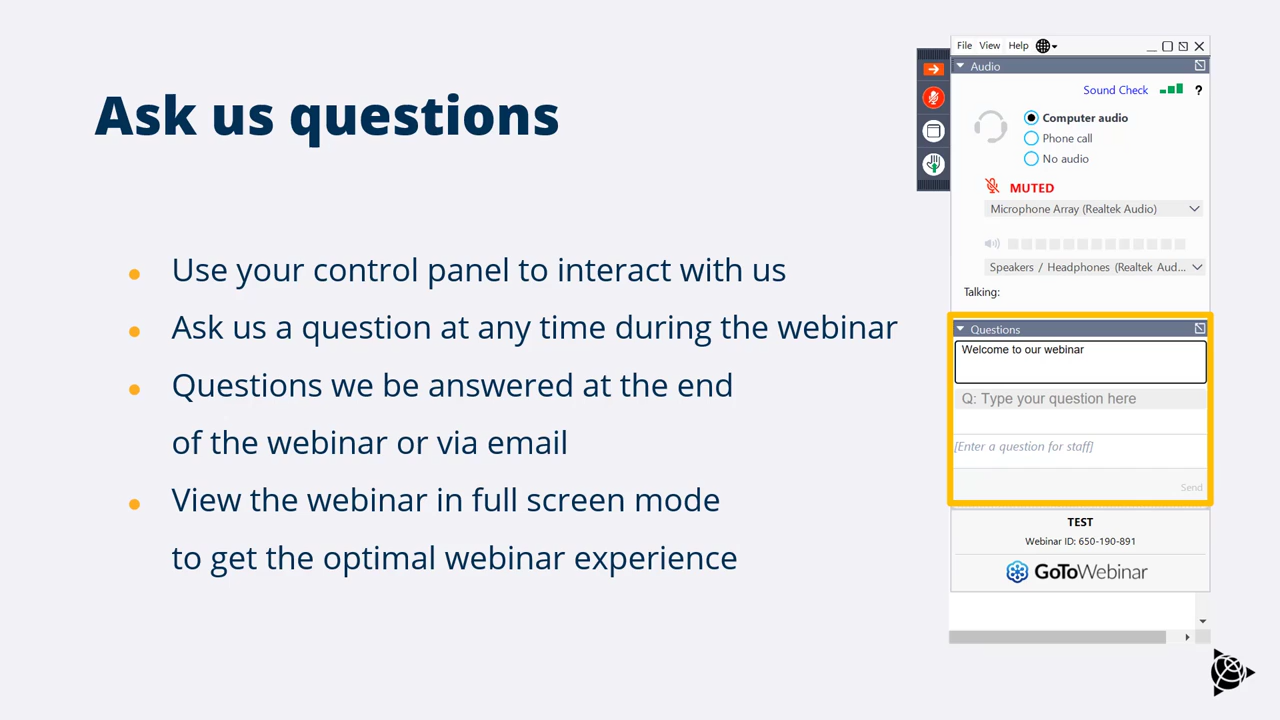 Ask us questions
Use your control panel to interact with us
Ask us a question at any time during the webinar
Questions we be answered at the end
of the webinar or via email
View the webinar in full screen mode
to get the optimal webinar experience
File View Help
Audio
Sound Check ?
Computer audio
Phone call
No audio
MUTED
Microphone Array (Realtek Audio)
Speakers / Headphones (Realtek Aud...
Talking:
Questions
Welcome to our webinar
Q: Type your question here
[Enter a question for staff]
Send
TEST
Webinar ID: 650-190-891
GoToWebinar